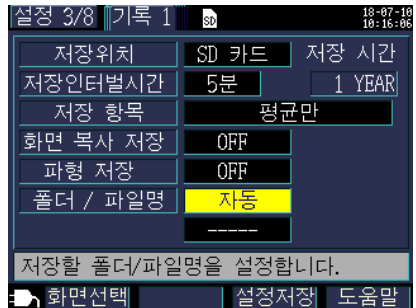 설정 3/8 기록 1 SD 18-07-10
10:16:06
저장위치 SD 카드 저장 시간
저장인터벌시간 5분 1 YEAR
저장 항목 평균만
화면 복사 저장 OFF
파형 저장 OFF
폴더 / 파일명 자동
-----
저장할 폴더/파일명을 설정합니다.
화면선택 설정저장 도움말